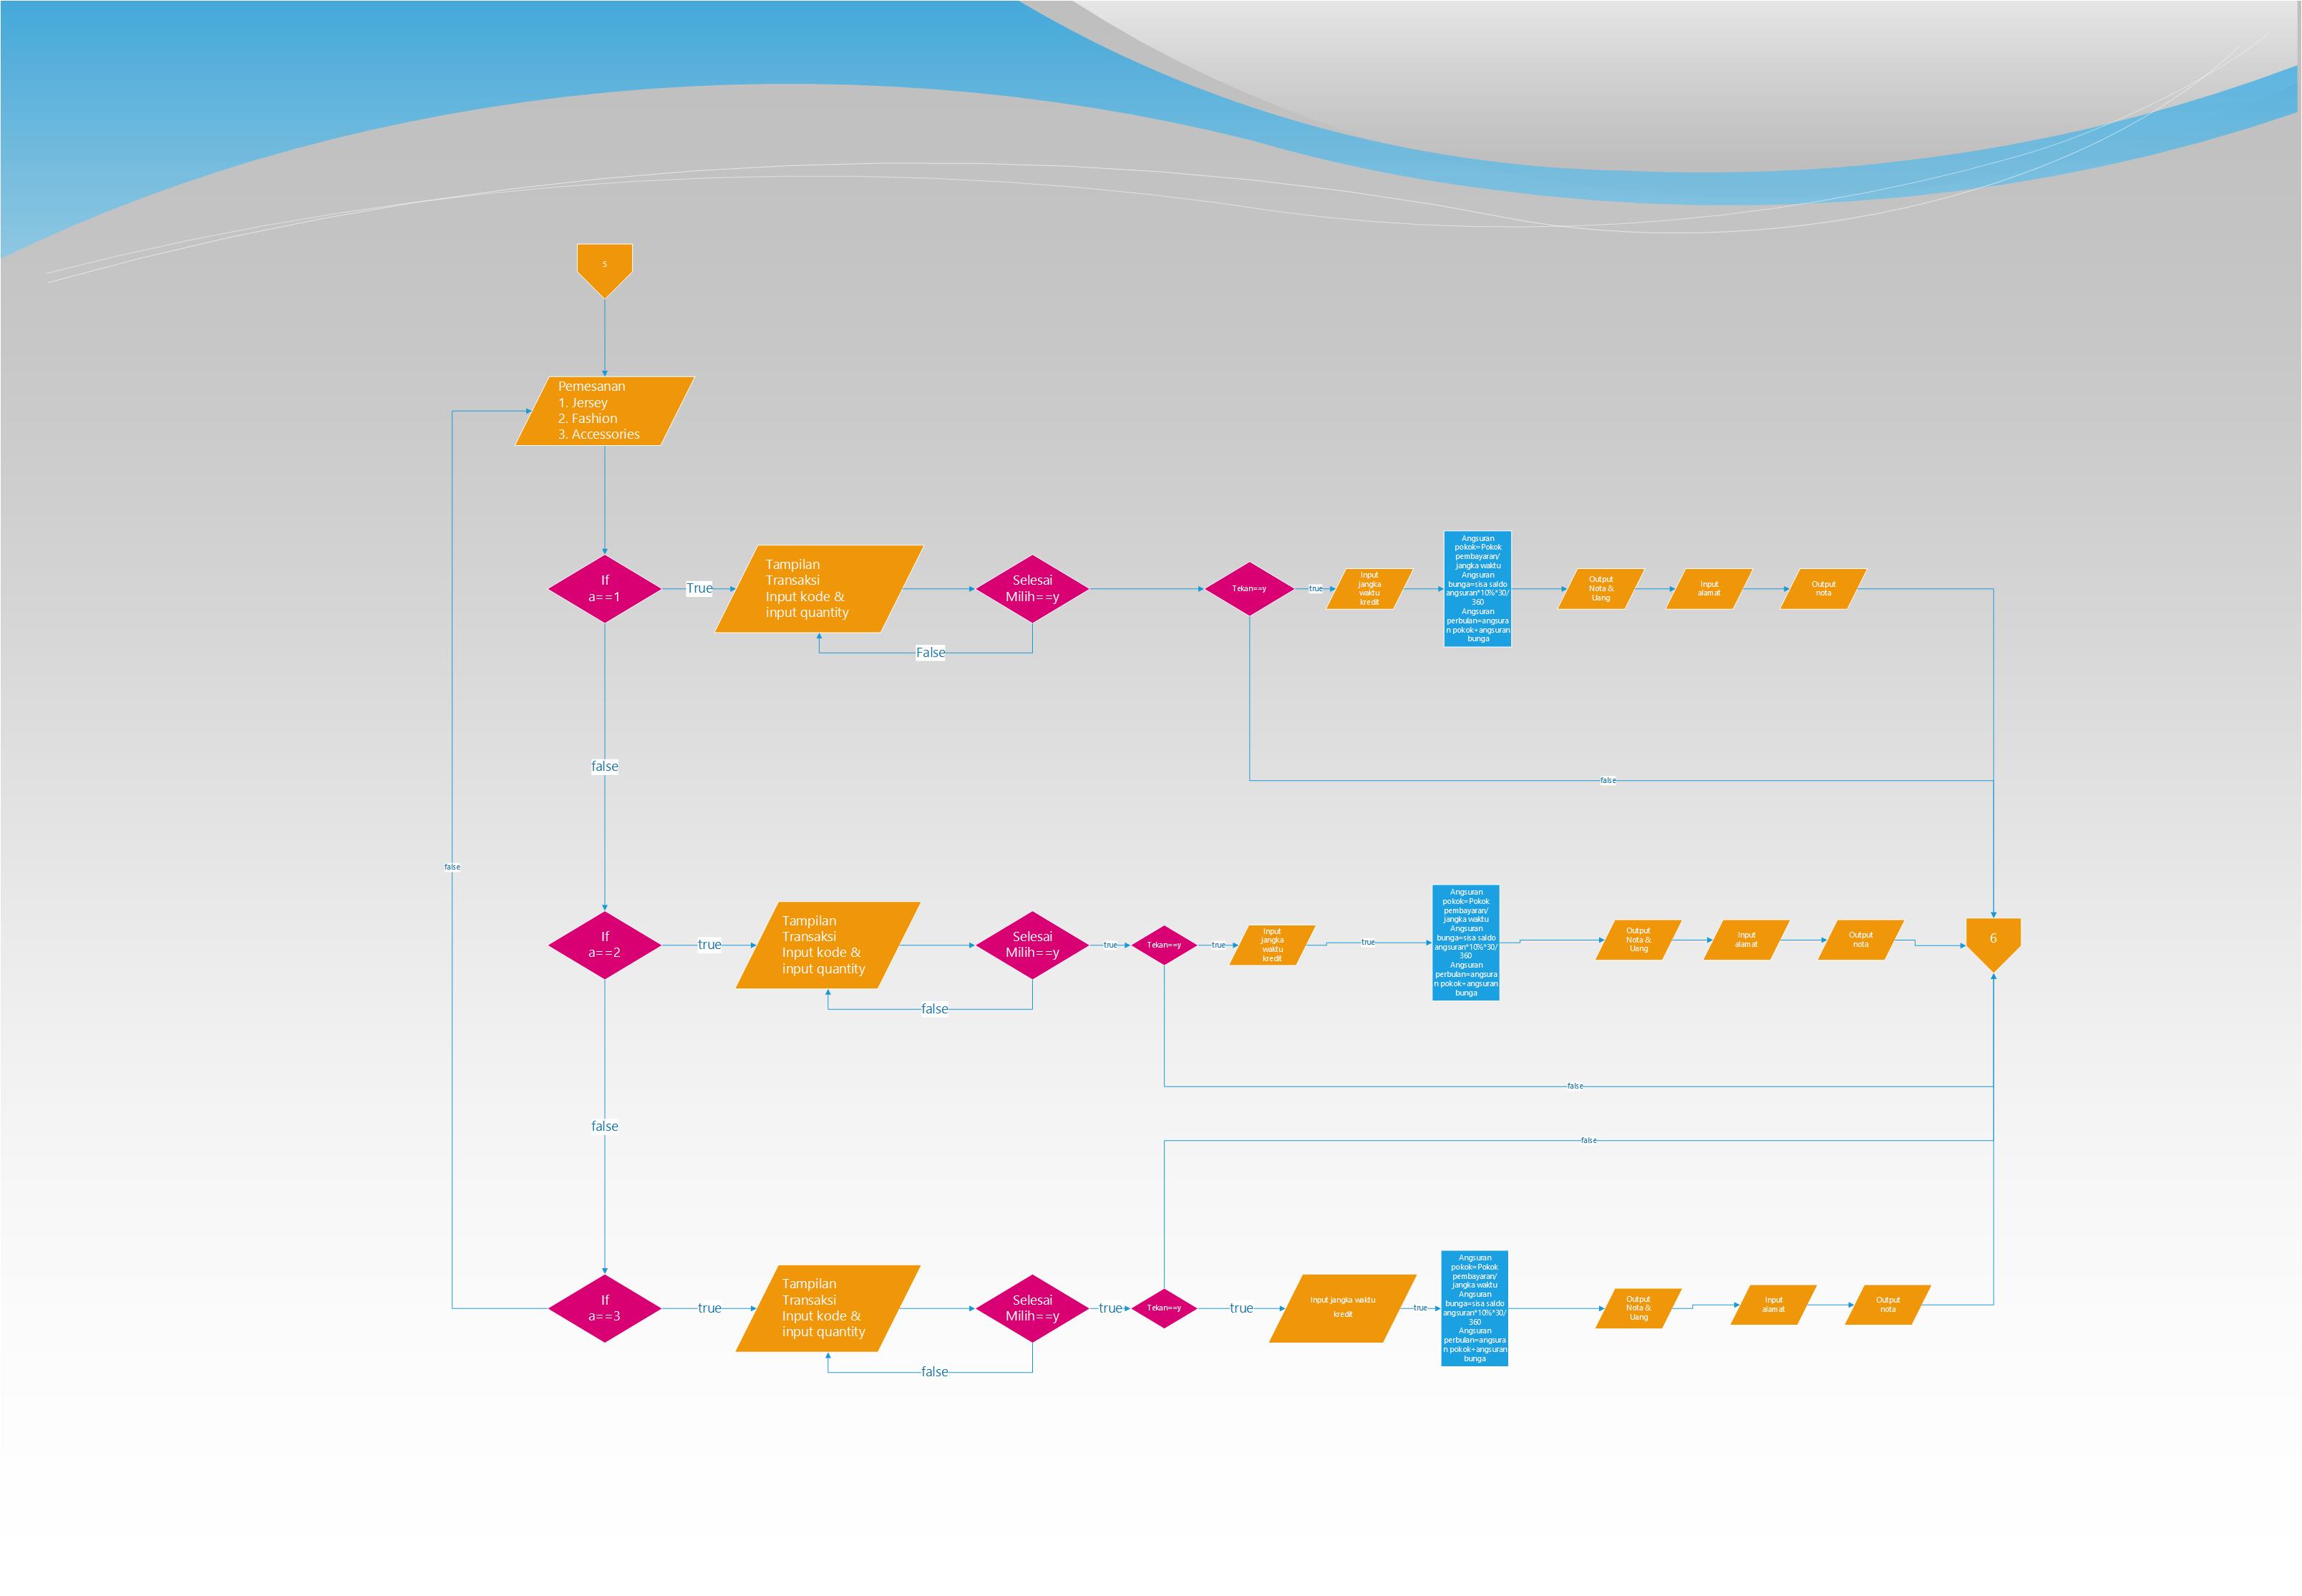 5
Pemesanan
1. Jersey
2. Fashion
3. Accessories
If
a==1
True
Tampilan
Transaksi
Input kode &
input quantity
Selesai
Milih==y
False
Tekan==y
true
Input
jangka
waktu
kredit
Angsuran
pokok=Pokok
pembayaran/
jangka waktu
Angsuran
bunga=sisa saldo
angsuran*10%*30/
360
Angsuran
perbulan=angsura
n pokok+angsuran
bunga
Output
Nota &
Uang
Input
alamat
Output
nota
false
false
false
If
a==2
true
Tampilan
Transaksi
Input kode &
input quantity
Selesai
Milih==y
false
true
Tekan==y
true
Input
jangka
waktu
kredit
true
Angsuran
pokok=Pokok
pembayaran/
jangka waktu
Angsuran
bunga=sisa saldo
angsuran*10%*30/
360
Angsuran
perbulan=angsura
n pokok+angsuran
bunga
Output
Nota &
Uang
Input
alamat
Output
nota
6
false
false
false
If
a==3
true
Tampilan
Transaksi
Input kode &
input quantity
Selesai
Milih==y
false
true
Tekan==y
true
Input jangka waktu
kredit
true
Angsuran
pokok=Pokok
pembayaran/
jangka waktu
Angsuran
bunga=sisa saldo
angsuran*10%*30/
360
Angsuran
perbulan=angsura
n pokok+angsuran
bunga
Output
Nota &
Uang
Input
alamat
Output
nota